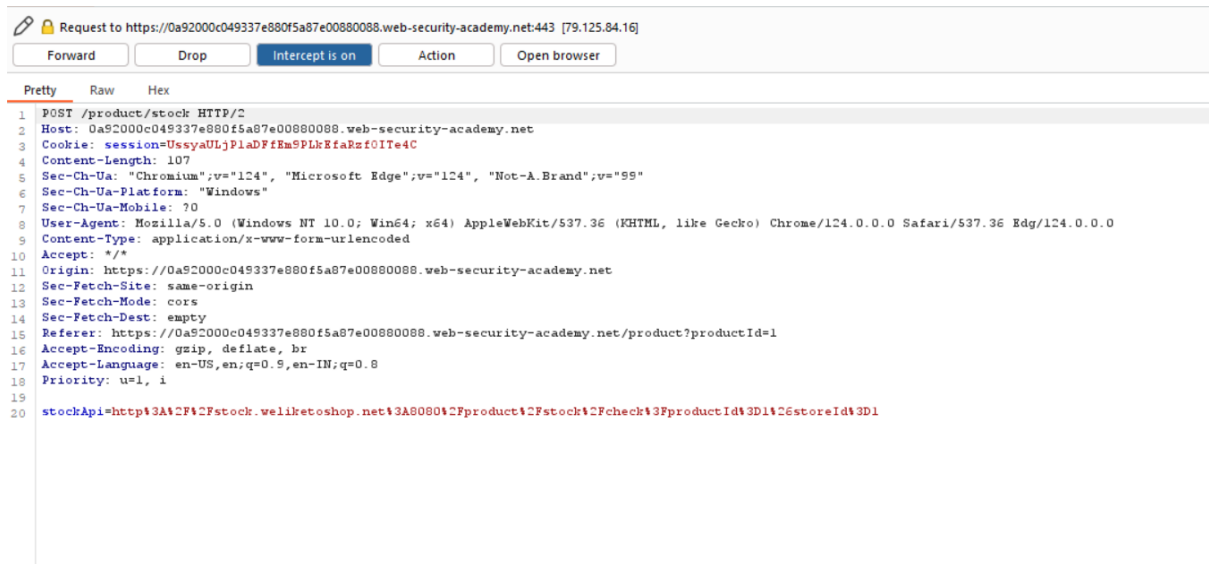 Request to https://0a92000c049337e880f5a87e00880088.web-security-academy.net:443 [79.125.84.16]
Forward Drop Intercept is on Action Open browser
Pretty Raw Hex
1 POST /product/stock HTTP/2
2 Host: 0a92000c049337e880f5a87e00880088.web-security-academy.net
3 Cookie: session=UssyaULjPlaDFfEm9PLkEfaRzf0ITe4C
4 Content-Length: 107
5 Sec-Ch-Ua: "Chromium";v="124", "Microsoft Edge";v="124", "Not-A.Brand";v="99"
6 Sec-Ch-Ua-Platform: "Windows"
7 Sec-Ch-Ua-Mobile: ?0
8 User-Agent: Mozilla/5.0 (Windows NT 10.0; Win64; x64) AppleWebKit/537.36 (KHTML, like Gecko) Chrome/124.0.0.0 Safari/537.36 Edg/124.0.0.0
9 Content-Type: application/x-www-form-urlencoded
10 Accept: */*
11 Origin: https://0a92000c049337e880f5a87e00880088.web-security-academy.net
12 Sec-Fetch-Site: same-origin
13 Sec-Fetch-Mode: cors
14 Sec-Fetch-Dest: empty
15 Referer: https://0a92000c049337e880f5a87e00880088.web-security-academy.net/product?productId=1
16 Accept-Encoding: gzip, deflate, br
17 Accept-Language: en-US,en;q=0.9,en-IN;q=0.8
18 Priority: u=1, i
19
20 stockApi=http%3A%2F%2Fstock.weliketoshop.net%3A8080%2Fproduct%2Fstock%2Fcheck%3FproductId%3D1%26storeId%3D1